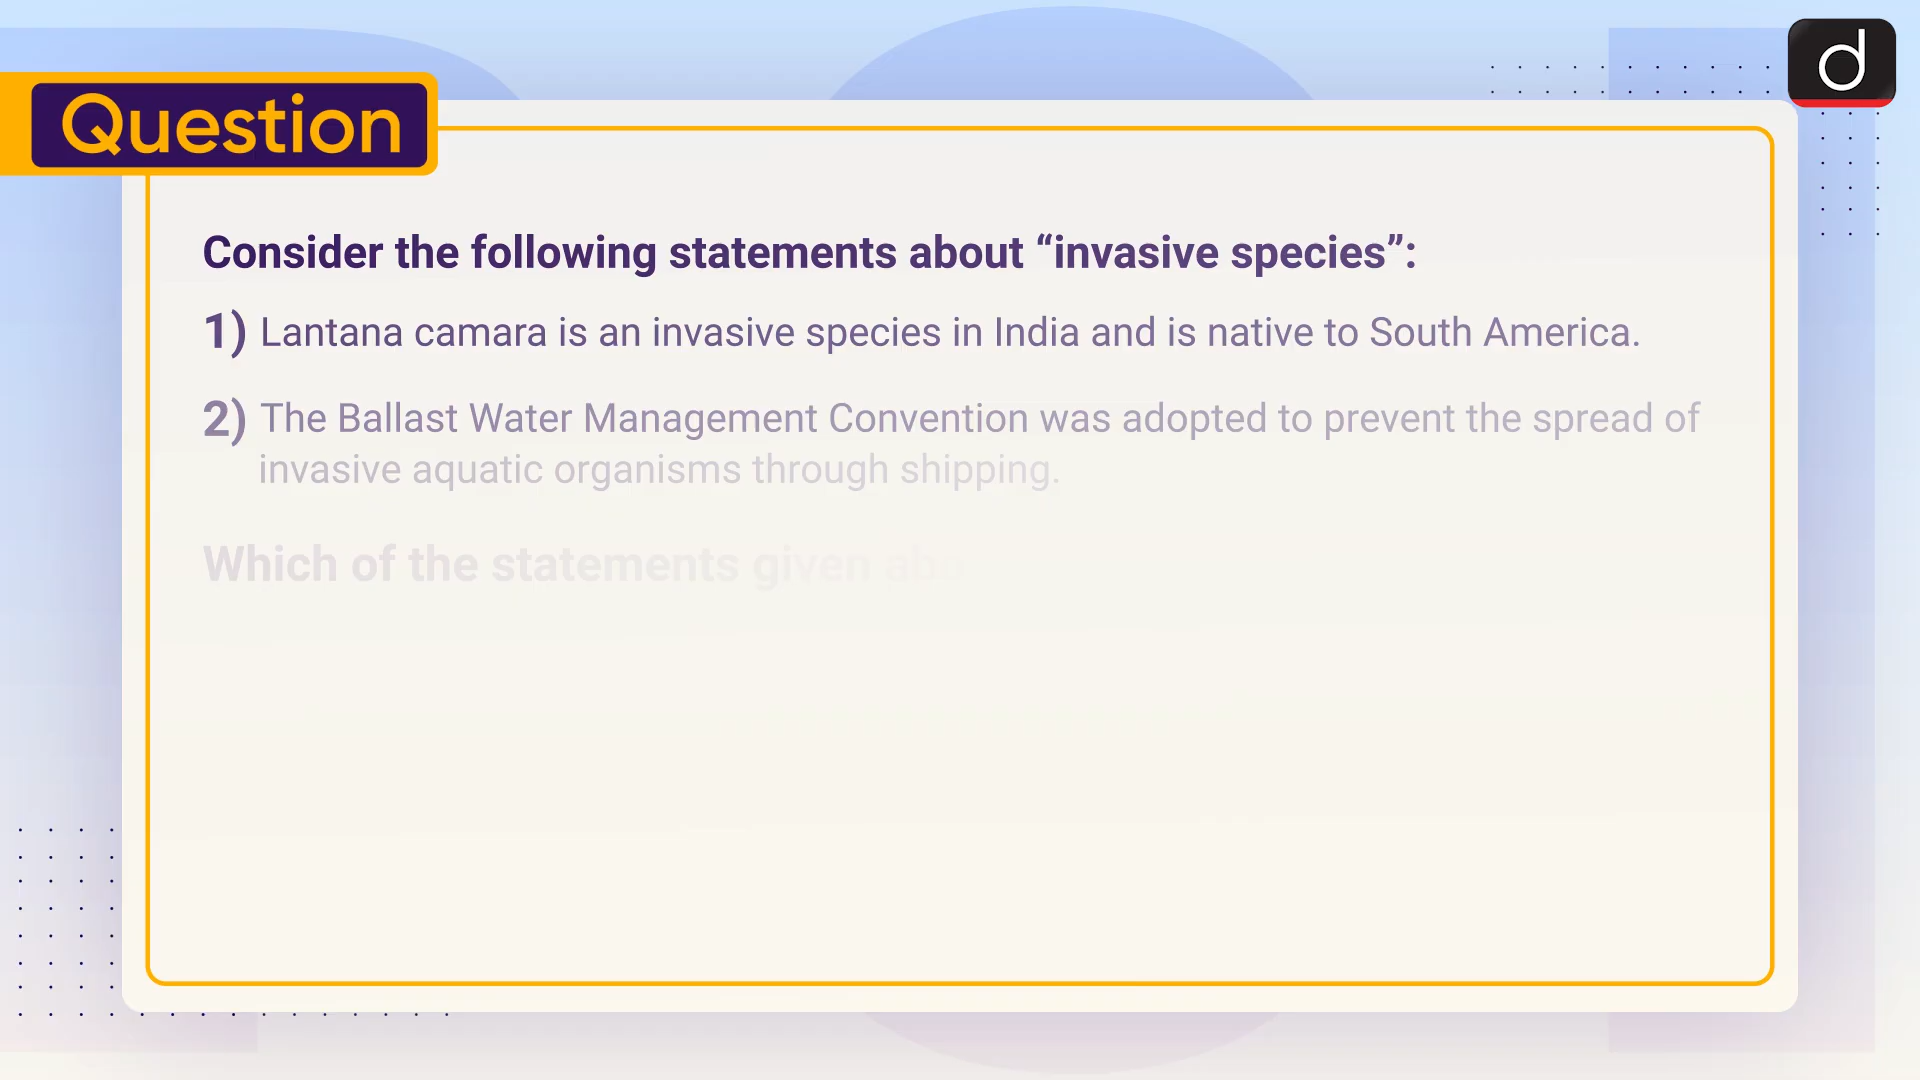 Question
Consider the following statements about “invasive species”:
1) Lantana camara is an invasive species in India and is native to South America.
2) The Ballast Water Management Convention was adopted to prevent the spread of
invasive aquatic organisms through shipping.
Which of the statements given abo
d